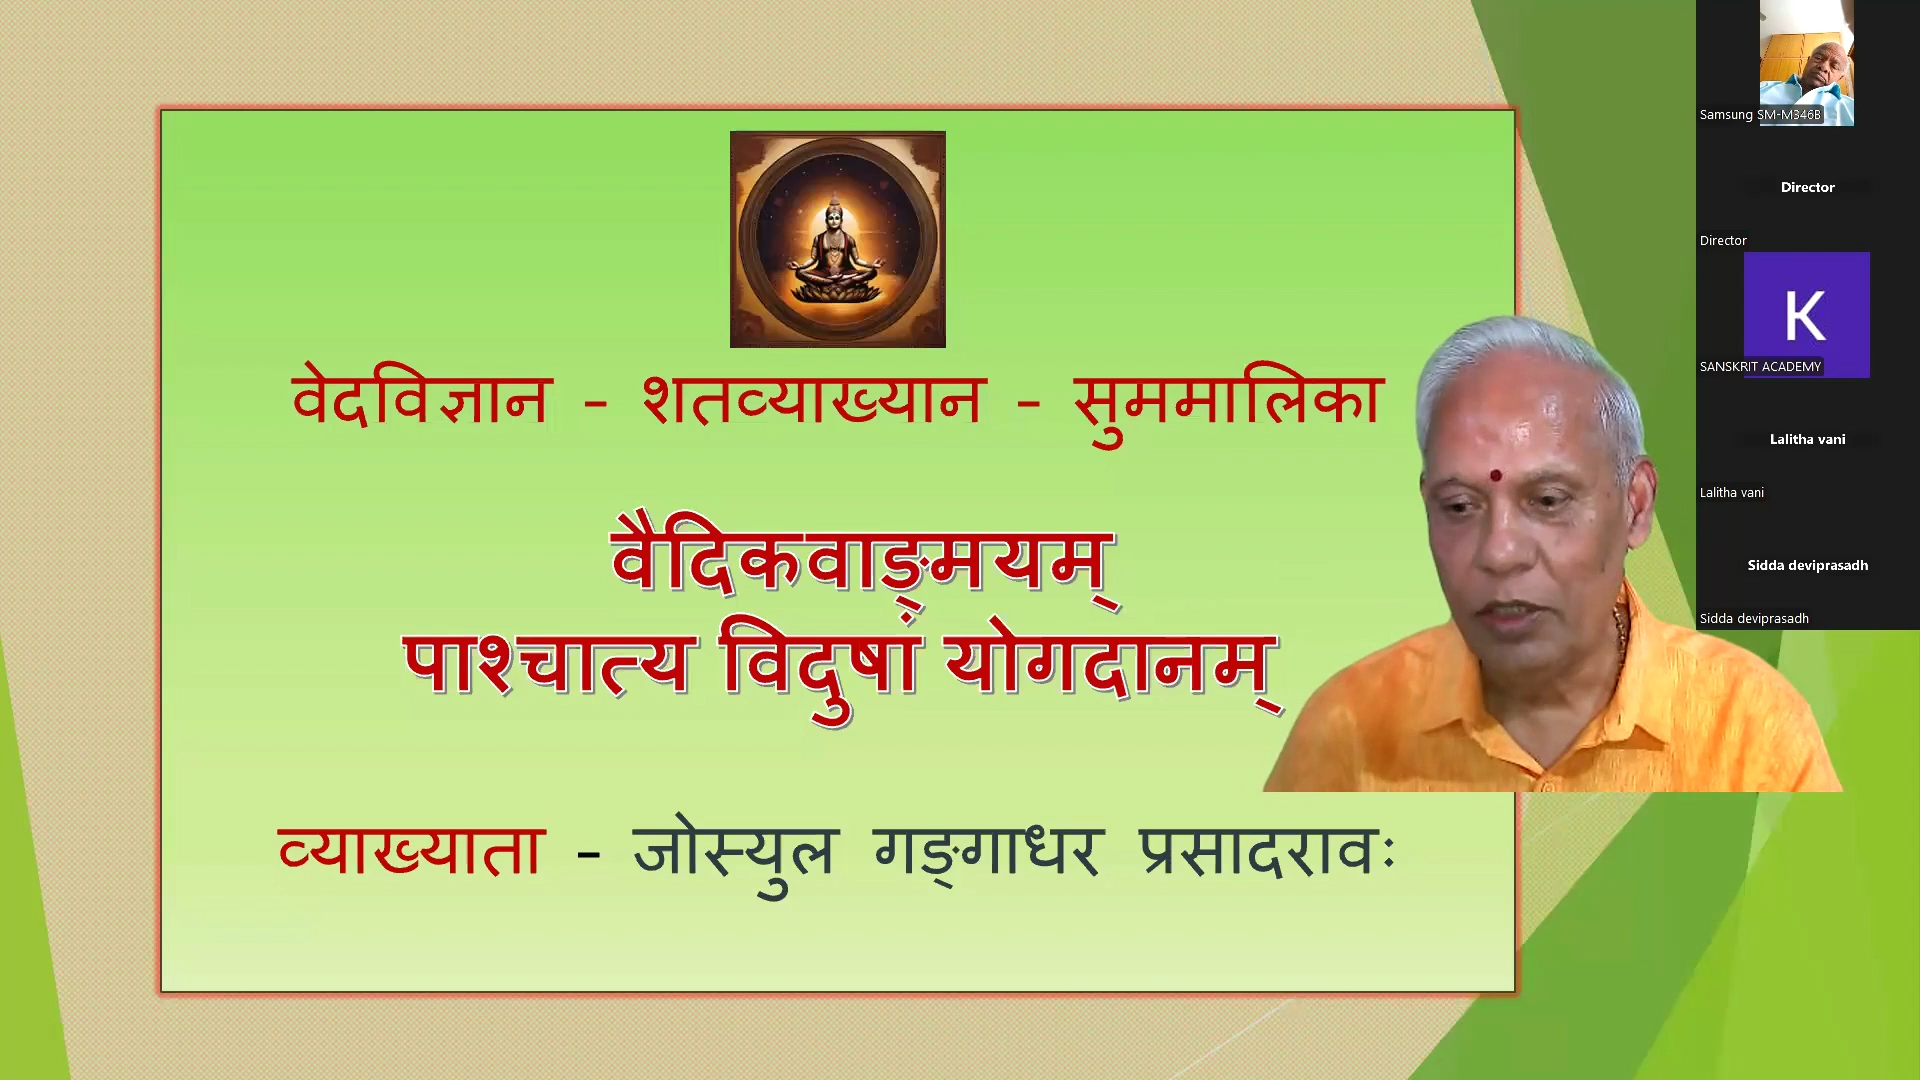 वेदविज्ञान - शतव्याख्यान - सुममालिका
वैदिकवाङ्मयम्
पाश्चात्य विदुषां योगदानम्
व्याख्याता - जोस्युल गङ्गाधर प्रसादरावः
Samsung SM-M346B
Director
Director
K
SANSKRIT ACADEMY
Lalitha vani
Lalitha vani
Sidda deviprasadh
Sidda deviprasadh